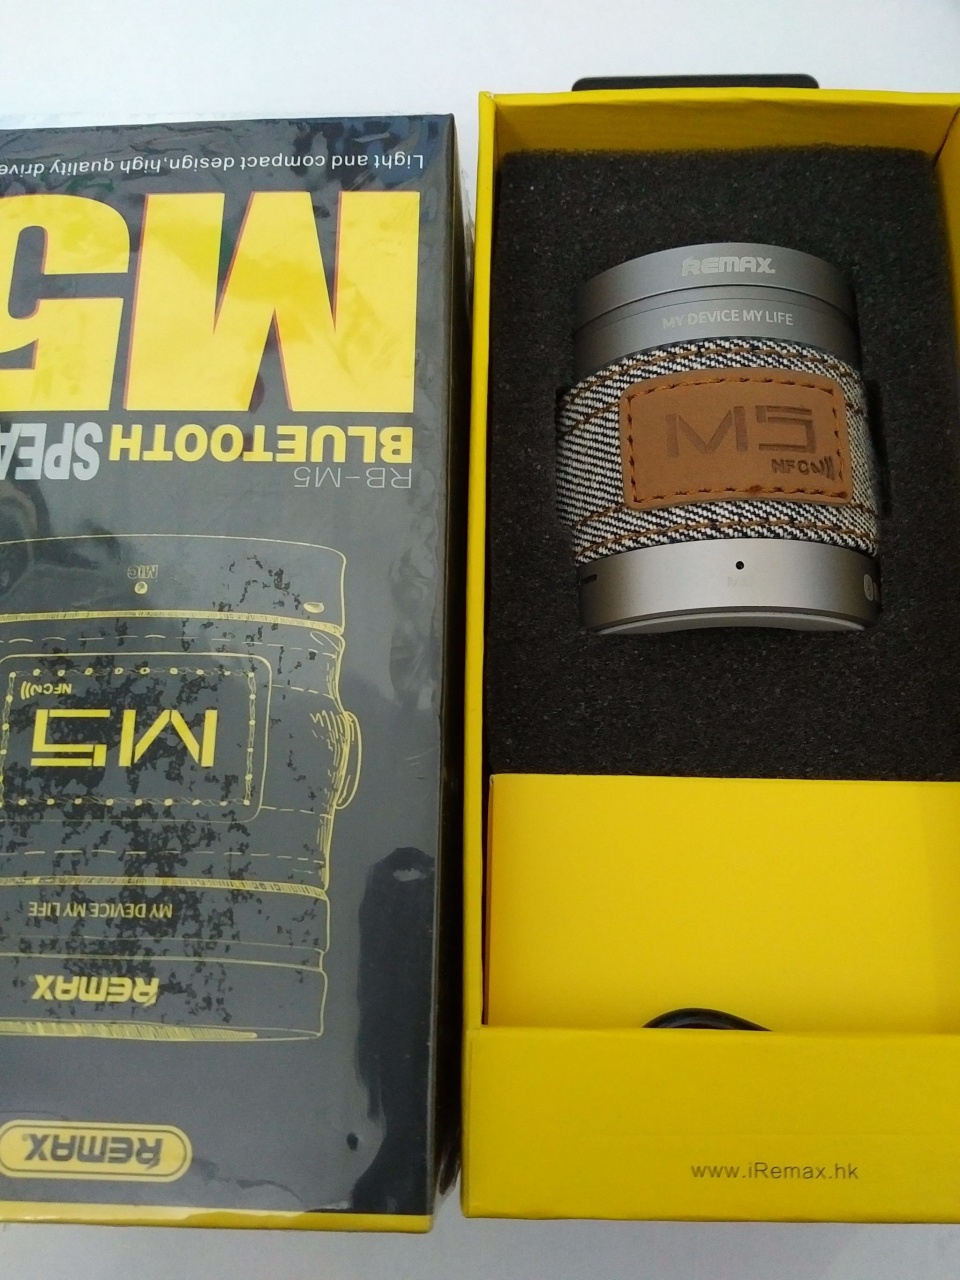 Light and compact design,high quality drive
M5
BLUETOOTH SPEA
RB-M5
MIC
NFC
M5
MY DEVICE MY LIFE
REMAX
REMAX
REMAX
MY DEVICE MY LIFE
M5
NFC
www.iRemax.hk